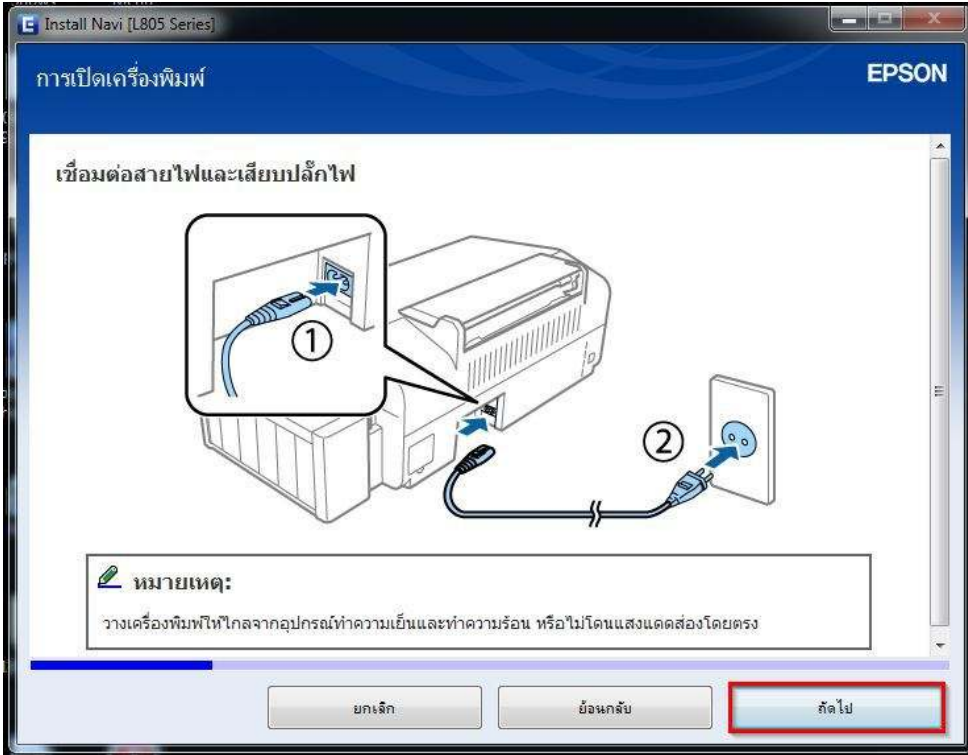 Install Navi [L805 Series]
การเปิดเครื่องพิมพ์
EPSON
เชื่อมต่อสายไฟและเสียบปลั๊กไฟ
1
2
หมายเหตุ:
วางเครื่องพิมพ์ให้ไกลจากอุปกรณ์ทำความเย็นและทำความร้อน หรือไม่โดนแสงแดดส่องโดยตรง
ยกเลิก
ย้อนกลับ
ถัดไป